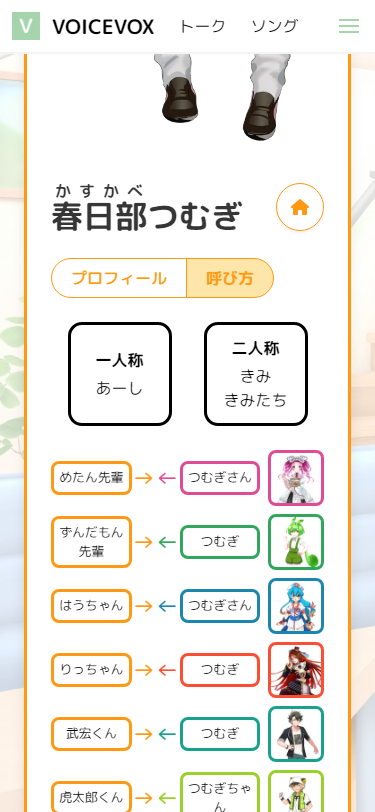 V VOICEVOX トーク ソング
かすかべ
春日部つむぎ
プロフィール 呼び方
一人称
あーし
二人称
きみ
きみたち
めたん先輩 → ← つむぎさん
ずんだもん
先輩 → ← つむぎ
はうちゃん → ← つむぎさん
りっちゃん → ← つむぎ
武宏くん → ← つむぎ
虎太郎くん → ← つむぎちゃ
ん